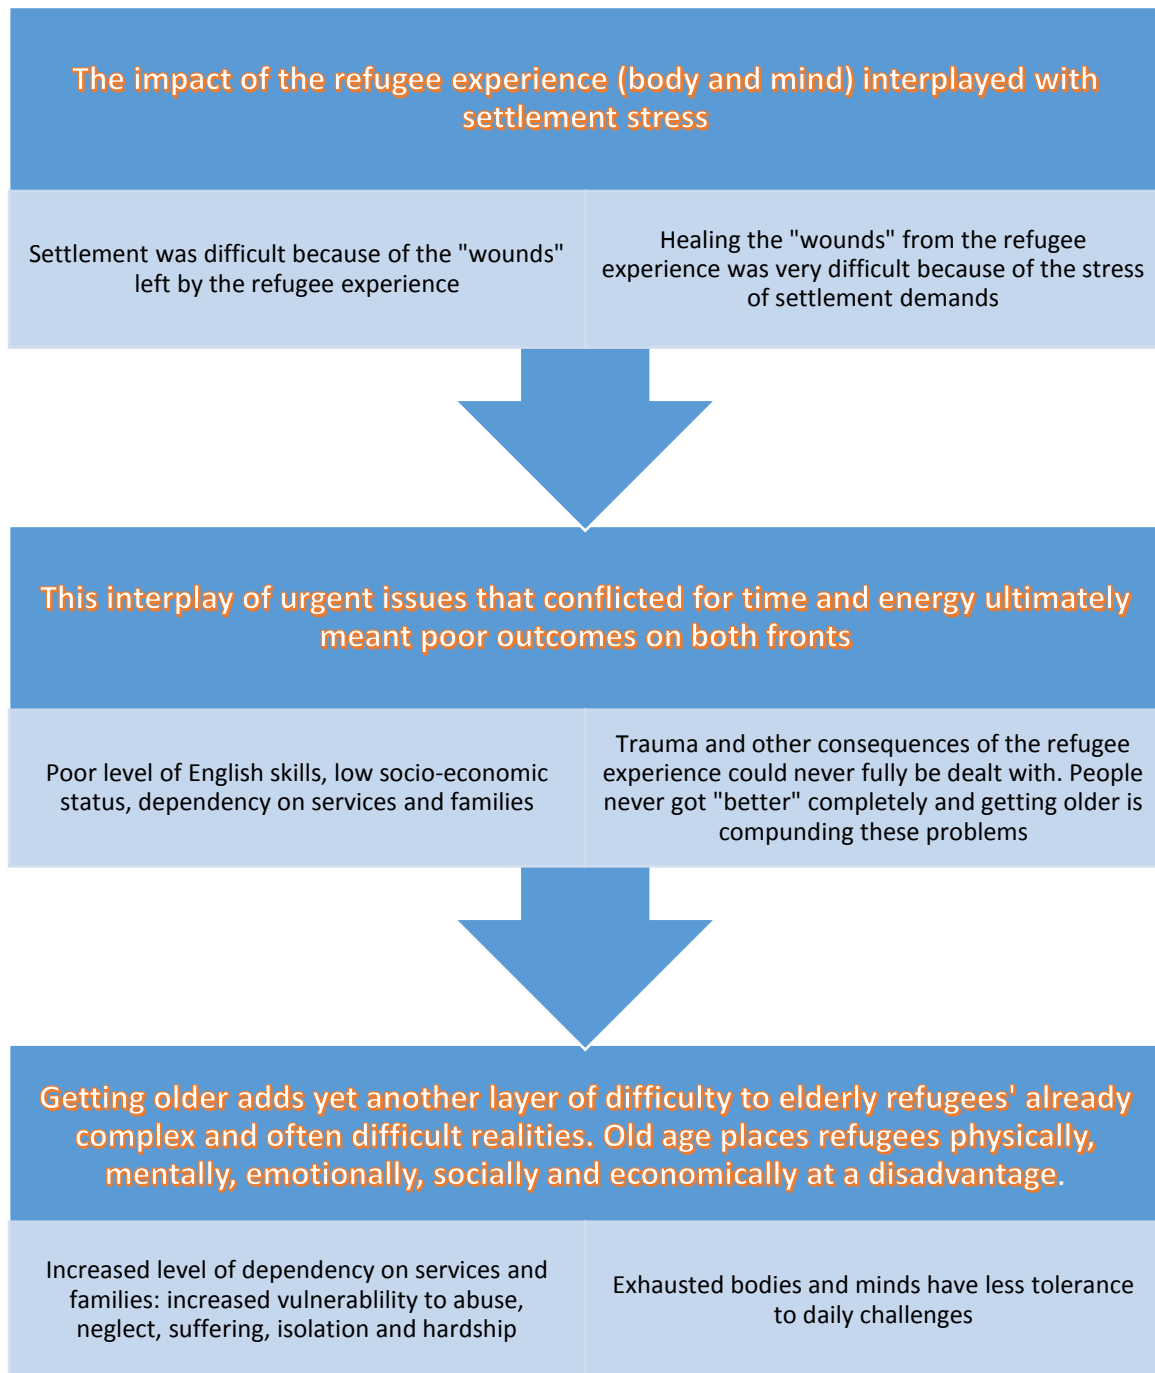 The impact of the refugee experience (body and mind) interplayed with
settlement stress
Settlement was difficult because of the "wounds"
left by the refugee experience
Healing the "wounds" from the refugee
experience was very difficult because of the stress
of settlement demands
This interplay of urgent issues that conflicted for time and energy ultimately
meant poor outcomes on both fronts
Poor level of English skills, low socio-economic
status, dependency on services and families
Trauma and other consequences of the refugee
experience could never fully be dealt with. People
never got "better" completely and getting older is
compunding these problems
Getting older adds yet another layer of difficulty to elderly refugees' already
complex and often difficult realities. Old age places refugees physically,
mentally, emotionally, socially and economically at a disadvantage.
Increased level of dependency on services and
families: increased vulnerablility to abuse,
neglect, suffering, isolation and hardship
Exhausted bodies and minds have less tolerance
to daily challenges